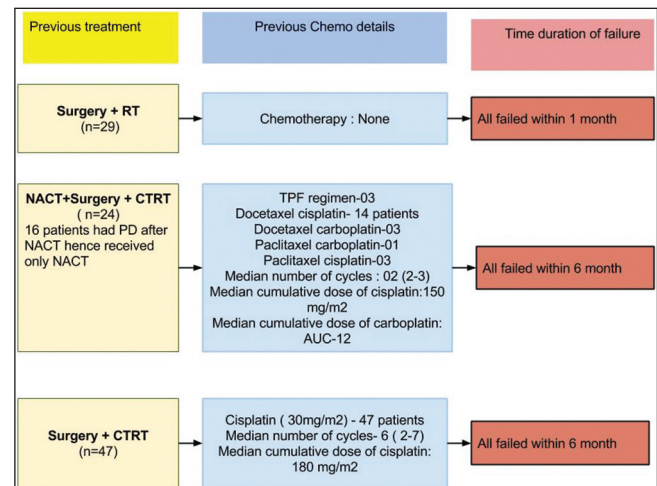 Previous treatment
Previous Chemo details
Time duration of failure
Surgery + RT
(n=29)
Chemotherapy : None
All failed within 1 month
NACT+Surgery + CTRT
( n=24)
16 patients had PD after
NACT hence received
only NACT
TPF regimen-03
Docetaxel cisplatin- 14 patients
Docetaxel carboplatin-03
Paclitaxel carboplatin-01
Paclitaxel cisplatin-03
Median number of cycles : 02 (2-3)
Median cumulative dose of cisplatin:150
mg/m2
Median cumulative dose of carboplatin:
AUC-12
All failed within 6 month
Surgery + CTRT
(n=47)
Cisplatin ( 30mg/m2) - 47 patients
Median number of cycles- 6 ( 2-7)
Median cumulative dose of cisplatin:
180 mg/m2
All failed within 6 month